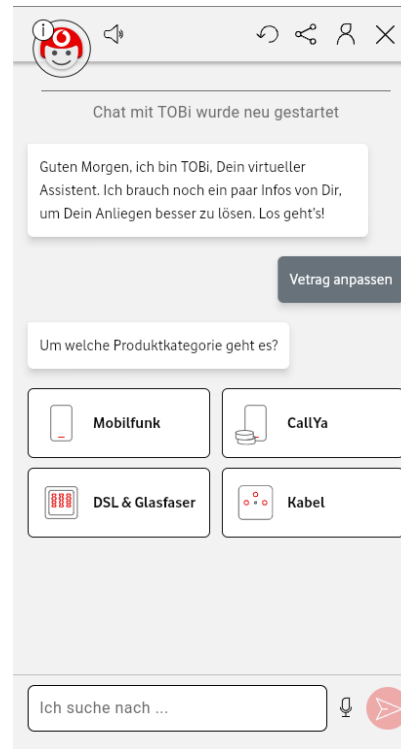 i
Chat mit TOBi wurde neu gestartet
Guten Morgen, ich bin TOBi, Dein virtueller
Assistent. Ich brauch noch ein paar Infos von Dir,
um Dein Anliegen besser zu lösen. Los geht's!
Vetrag anpassen
Um welche Produktkategorie geht es?
Mobilfunk
CallYa
DSL & Glasfaser
Kabel
Ich suche nach ...